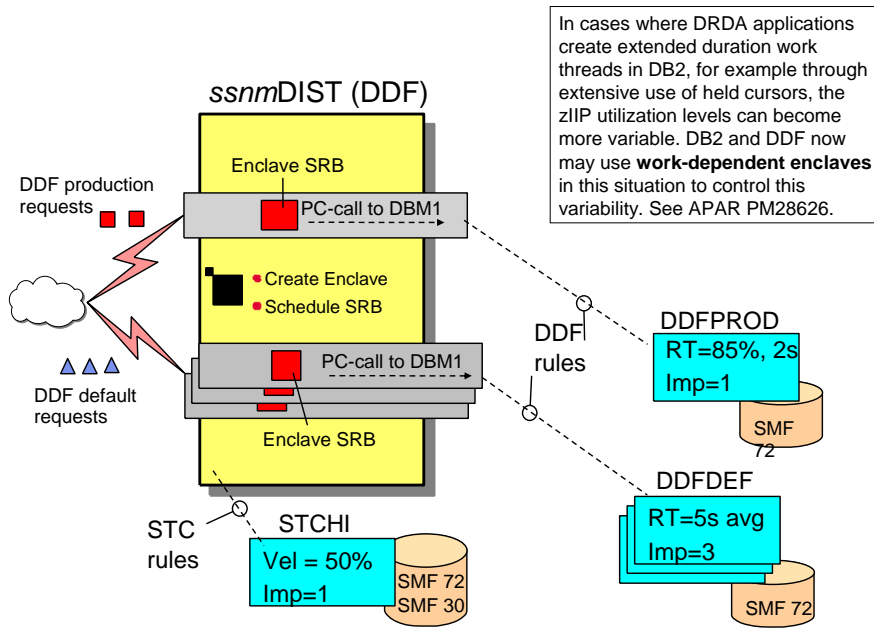 In cases where DRDA applications
create extended duration work
threads in DB2, for example through
extensive use of held cursors, the
zIIP utilization levels can become
more variable. DB2 and DDF now
may use work-dependent enclaves
in this situation to control this
variability. See APAR PM28626.
ssnmDIST (DDF)
Enclave SRB
DDF production
requests
PC-call to DBM1
Create Enclave
Schedule SRB
DDF
rules
DDFPROD
RT=85%, 2s
Imp=1
SMF
72
PC-call to DBM1
DDF default
requests
Enclave SRB
DDFDEF
RT=5s avg
Imp=3
SMF 72
STC
rules
STCHI
Vel = 50%
Imp=1
SMF 72
SMF 30